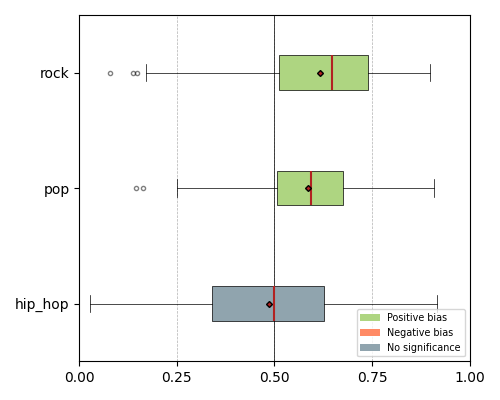 rock
pop
hip_hop
Positive bias
Negative bias
No significance
0.00 0.25 0.50 0.75 1.00